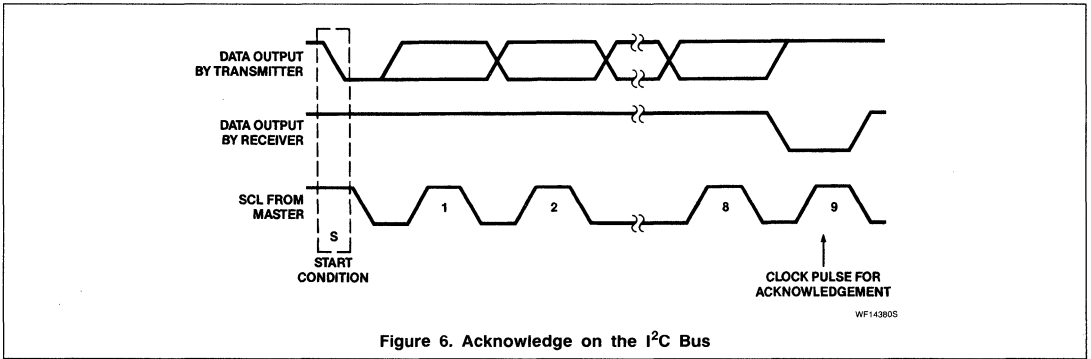 DATA OUTPUT
BY TRANSMITTER
DATA OUTPUT
BY RECEIVER
SCL FROM
MASTER
1
2
8
9
S
START
CONDITION
CLOCK PULSE FOR
ACKNOWLEDGEMENT
WF14380S
Figure 6. Acknowledge on the I²C Bus